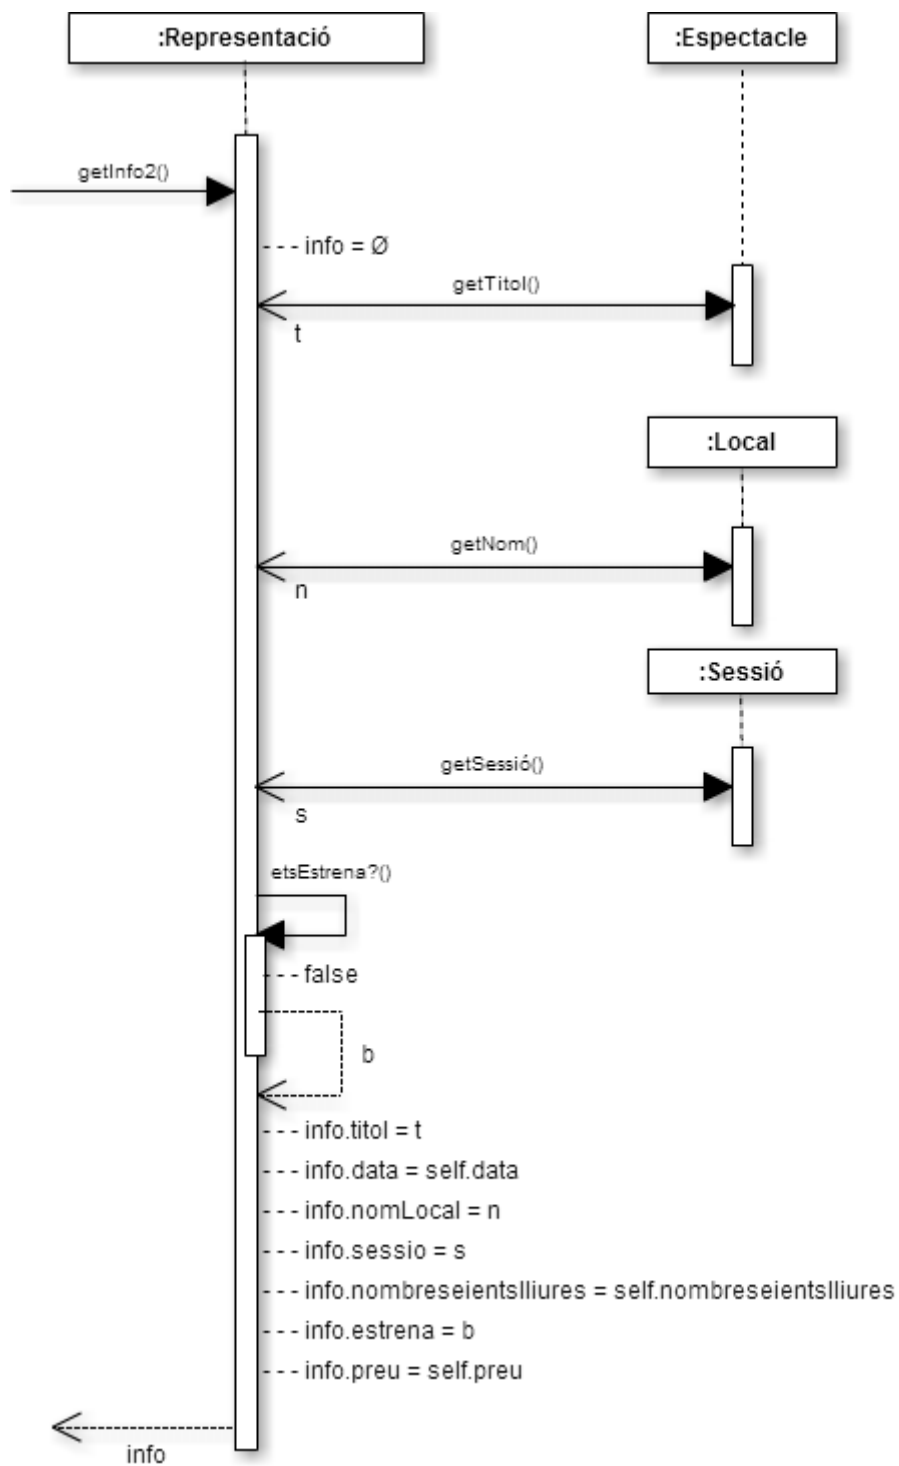 :Representació
:Espectacle
getInfo2()
info = Ø
getTitol()
t
:Local
getNom()
n
:Sessió
getSessió()
s
etsEstrena?()
false
b
info.titol = t
info.data = self.data
info.nomLocal = n
info.sessio = s
info.nombreseientslliures = self.nombreseientslliures
info.estrena = b
info.preu = self.preu
info